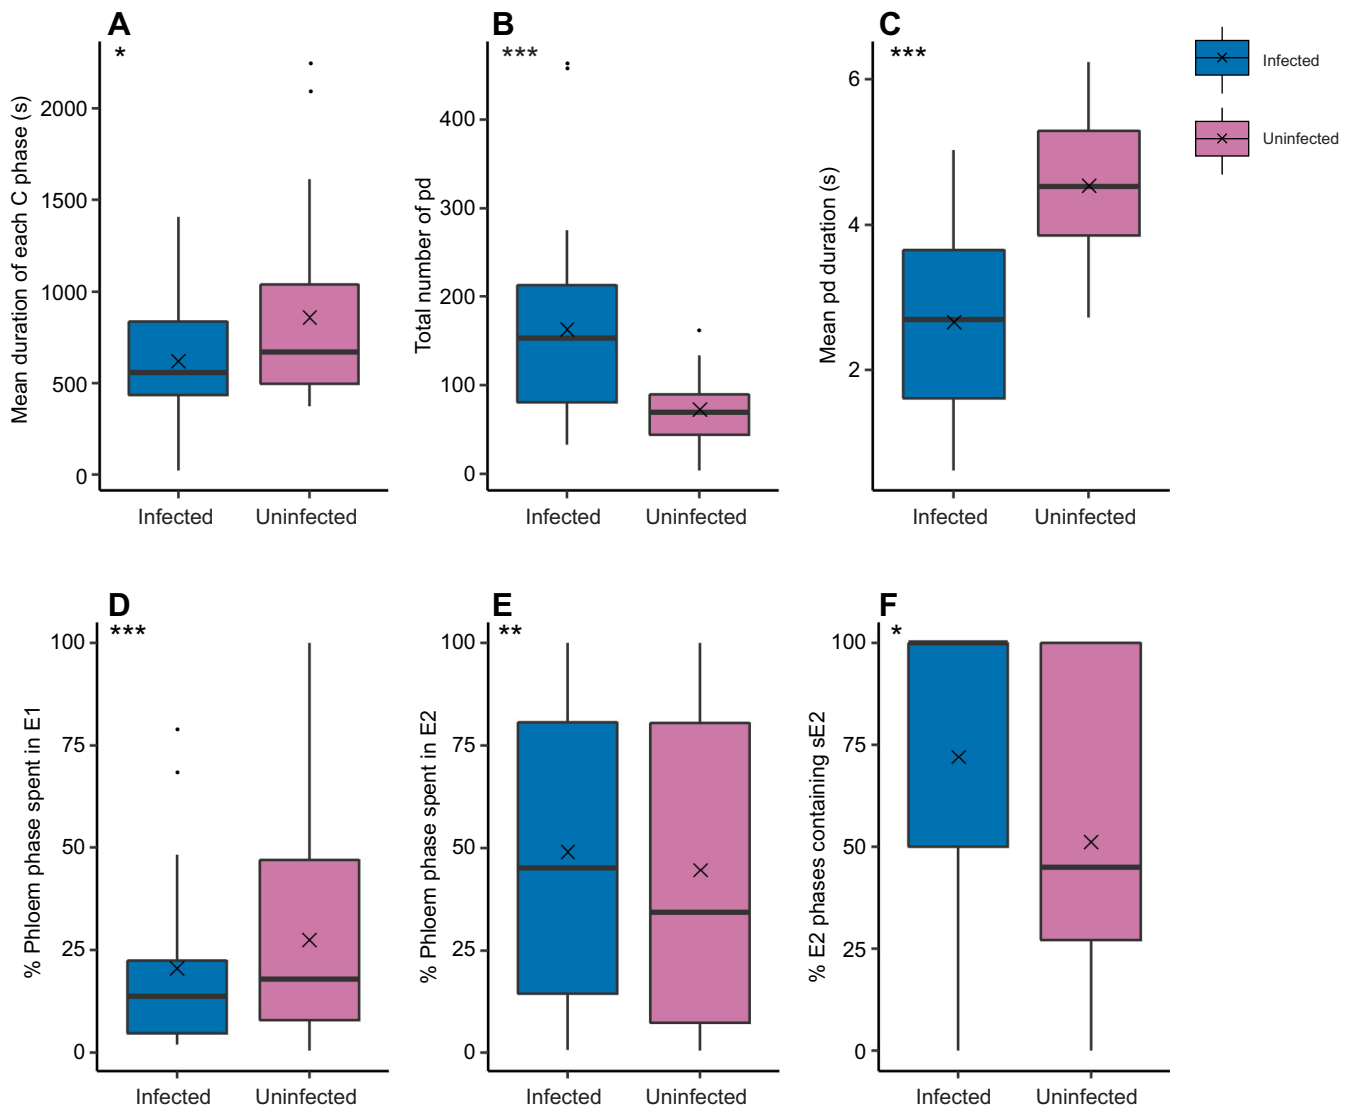 A
*
Mean duration of each C phase (s)
2000
1500
1000
500
0
Infected
Uninfected
B
***
Total number of pd
400
300
200
100
0
Infected
Uninfected
C
***
Mean pd duration (s)
6
4
2
Infected
Uninfected
Infected
Uninfected
D
***
% Phloem phase spent in E1
100
75
50
25
0
Infected
Uninfected
E
**
% Phloem phase spent in E2
100
75
50
25
0
Infected
Uninfected
F
*
% E2 phases containing sE2
100
75
50
25
0
Infected
Uninfected